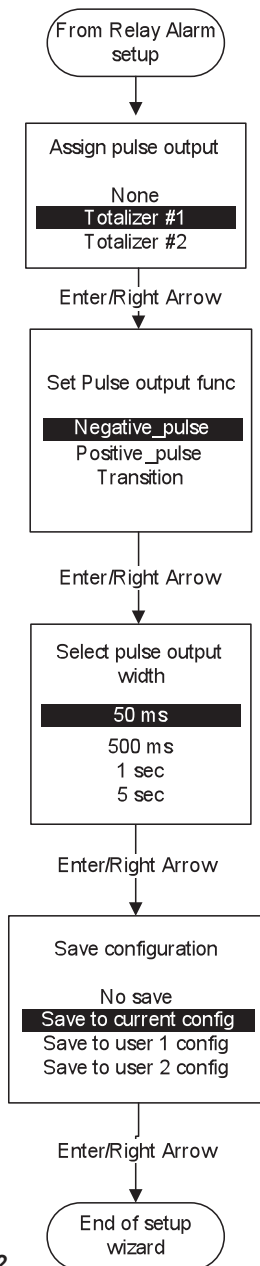 From Relay Alarm
setup
Assign pulse output
None
Totalizer #1
Totalizer #2
Enter/Right Arrow
Set Pulse output func
Negative_pulse
Positive_pulse
Transition
Enter/Right Arrow
Select pulse output
width
50 ms
500 ms
1 sec
5 sec
Enter/Right Arrow
Save configuration
No save
Save to current config
Save to user 1 config
Save to user 2 config
Enter/Right Arrow
End of setup
wizard